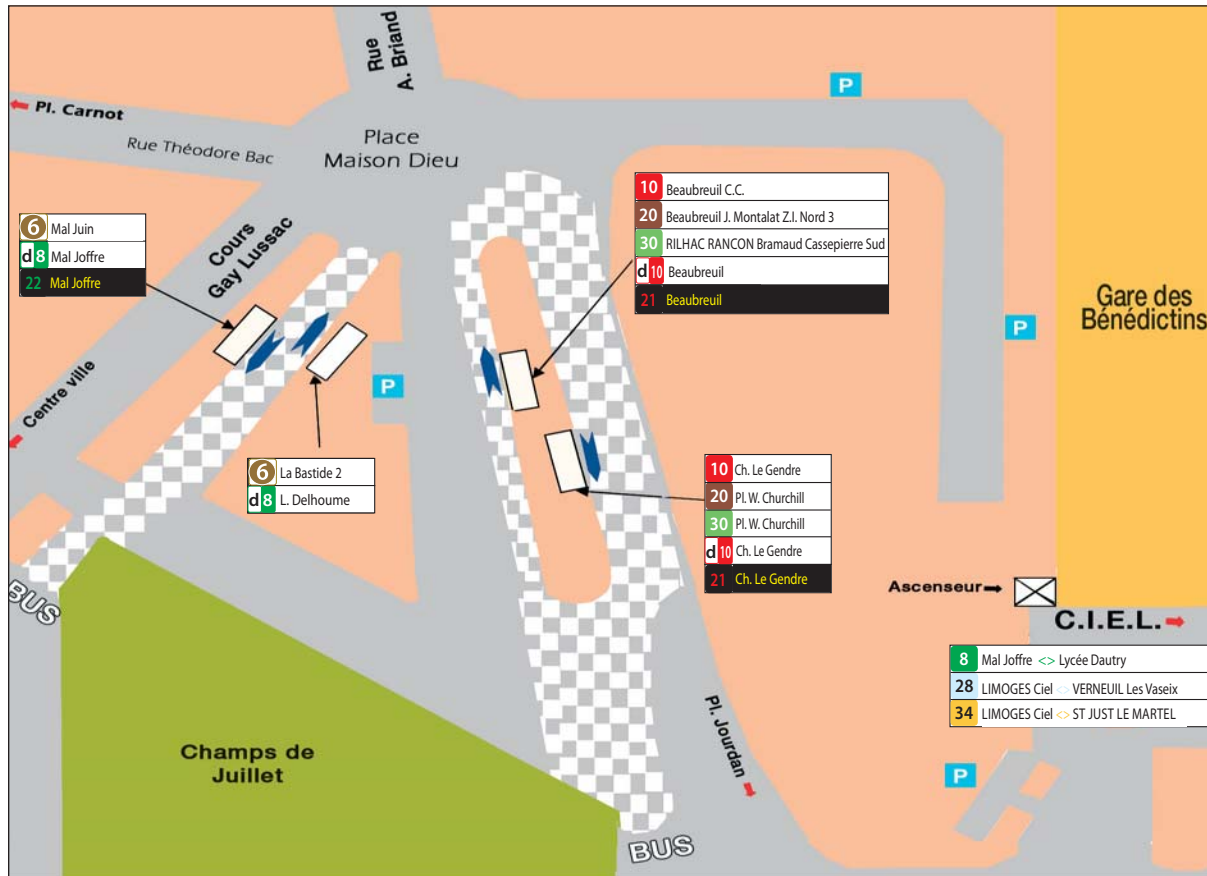 Rue
A. Briand
P
Pl. Carnot
Rue Théodore Bac
Place
Maison Dieu
6 Mal Juin
d8 Mal Joffre
22 Mal Joffre
Cours
Gay Lussac
10 Beaubreuil C.C.
20 Beaubreuil J. Montalat Z.I. Nord 3
30 RILHAC RANCON Bramaud Cassepierre Sud
d10 Beaubreuil
21 Beaubreuil
Gare des
Bénédictins
P
Centre ville
P
6 La Bastide 2
d8 L. Delhoume
10 Ch. Le Gendre
20 Pl. W. Churchill
30 Pl. W. Churchill
d10 Ch. Le Gendre
21 Ch. Le Gendre
BUS
Ascenseur
C.I.E.L.
8 Mal Joffre <> Lycée Dautry
28 LIMOGES Ciel <> VERNEUIL Les Vaseix
34 LIMOGES Ciel <> ST JUST LE MARTEL
Pl. Jourdan
Champs de
Juillet
P
BUS